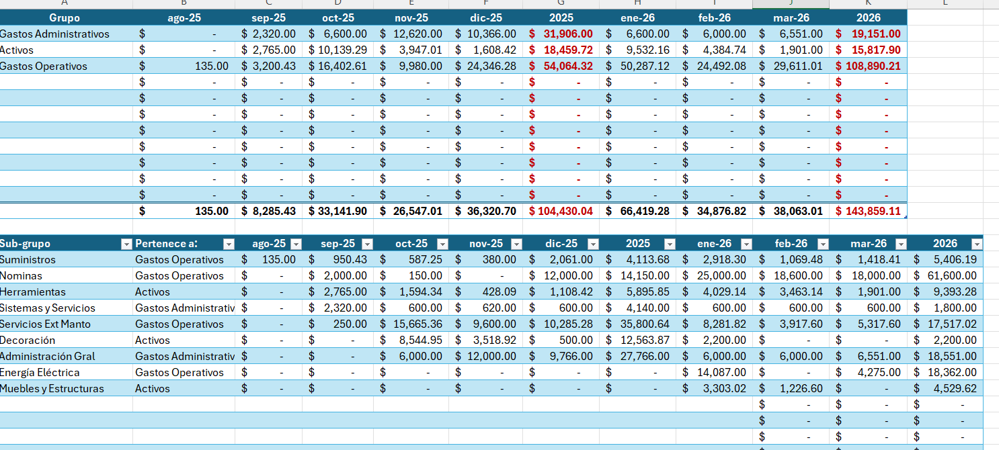 A B C D E F G H I J K L
Grupo ago-25 sep-25 oct-25 nov-25 dic-25 2025 ene-26 feb-26 mar-26 2026
Gastos Administrativos $ - $ 2,320.00 $ 6,600.00 $ 12,620.00 $ 10,366.00 $ 31,906.00 $ 6,600.00 $ 6,000.00 $ 6,551.00 $ 19,151.00
Activos $ - $ 2,765.00 $ 10,139.29 $ 3,947.01 $ 1,608.42 $ 18,459.72 $ 9,532.16 $ 4,384.74 $ 1,901.00 $ 15,817.90
Gastos Operativos $ 135.00 $ 3,200.43 $ 16,402.61 $ 9,980.00 $ 24,346.28 $ 54,064.32 $ 50,287.12 $ 24,492.08 $ 29,611.01 $ 108,890.21
$ - $ - $ - $ - $ - $ - $ - $ - $ - $ -
$ - $ - $ - $ - $ - $ - $ - $ - $ - $ -
$ - $ - $ - $ - $ - $ - $ - $ - $ - $ -
$ - $ - $ - $ - $ - $ - $ - $ - $ - $ -
$ - $ - $ - $ - $ - $ - $ - $ - $ - $ -
$ - $ - $ - $ - $ - $ - $ - $ - $ - $ -
$ - $ - $ - $ - $ - $ - $ - $ - $ - $ -
$ - $ - $ - $ - $ - $ - $ - $ - $ - $ -
$ 135.00 $ 8,285.43 $ 33,141.90 $ 26,547.01 $ 36,320.70 $ 104,430.04 $ 66,419.28 $ 34,876.82 $ 38,063.01 $ 143,859.11
Sub-grupo Pertenece a: ago-25 sep-25 oct-25 nov-25 dic-25 2025 ene-26 feb-26 mar-26 2026
Suministros Gastos Operativos $ 135.00 $ 950.43 $ 587.25 $ 380.00 $ 2,061.00 $ 4,113.68 $ 2,918.30 $ 1,069.48 $ 1,418.41 $ 5,406.19
Nominas Gastos Operativos $ - $ 2,000.00 $ 150.00 $ - $ 12,000.00 $ 14,150.00 $ 25,000.00 $ 18,600.00 $ 18,000.00 $ 61,600.00
Herramientas Activos $ - $ 2,765.00 $ 1,594.34 $ 428.09 $ 1,108.42 $ 5,895.85 $ 4,029.14 $ 3,463.14 $ 1,901.00 $ 9,393.28
Sistemas y Servicios Gastos Administrativ $ - $ 2,320.00 $ 600.00 $ 620.00 $ 600.00 $ 4,140.00 $ 600.00 $ 600.00 $ 600.00 $ 1,800.00
Servicios Ext Manto Gastos Operativos $ - $ 250.00 $ 15,665.36 $ 9,600.00 $ 10,285.28 $ 35,800.64 $ 8,281.82 $ 3,917.60 $ 5,317.60 $ 17,517.02
Decoración Activos $ - $ - $ 8,544.95 $ 3,518.92 $ 500.00 $ 12,563.87 $ 2,200.00 $ - $ - $ 2,200.00
Administración Gral Gastos Administrativ $ - $ - $ 6,000.00 $ 12,000.00 $ 9,766.00 $ 27,766.00 $ 6,000.00 $ 6,000.00 $ 6,551.00 $ 18,551.00
Energía Eléctrica Gastos Operativos $ - $ - $ - $ - $ - $ - $ 14,087.00 $ - $ 4,275.00 $ 18,362.00
Muebles y Estructuras Activos $ - $ - $ - $ - $ - $ - $ 3,303.02 $ 1,226.60 $ - $ 4,529.62
$ - $ - $ -
$ - $ - $ -
$ - $ - $ -